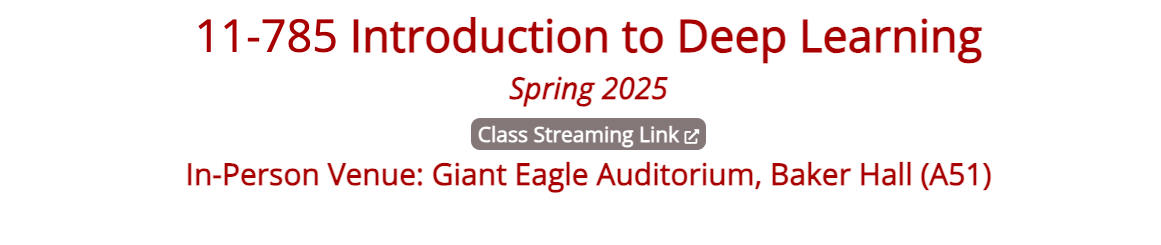 11-785 Introduction to Deep Learning
Spring 2025
Class Streaming Link
In-Person Venue: Giant Eagle Auditorium, Baker Hall (A51)